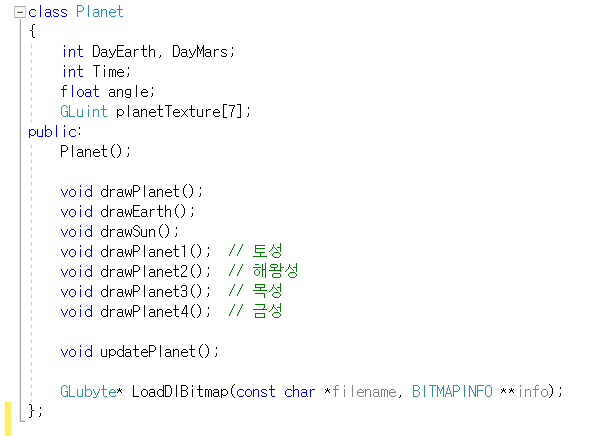 class Planet
{
int DayEarth, DayMars;
int Time;
float angle;
GLuint planetTexture[7];
public:
Planet();
void drawPlanet();
void drawEarth();
void drawSun();
void drawPlanet1(); // 토성
void drawPlanet2(); // 해왕성
void drawPlanet3(); // 목성
void drawPlanet4(); // 금성
void updatePlanet();
GLubyte* LoadDIBitmap(const char *filename, BITMAPINFO **info);
};